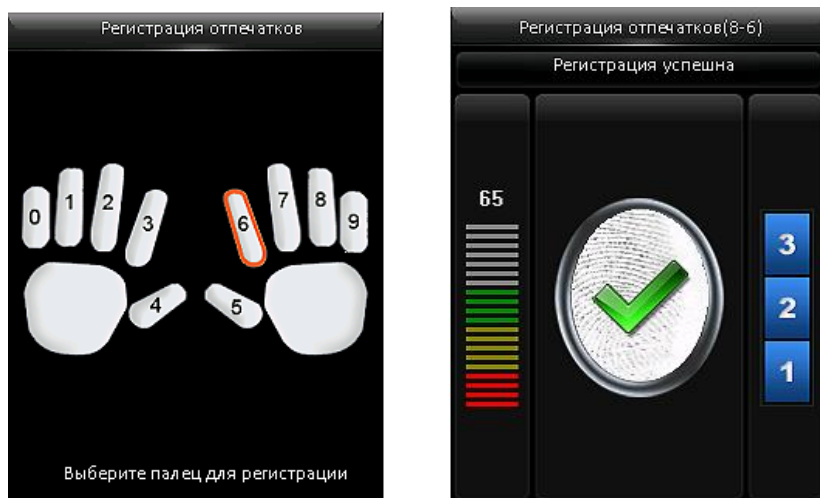 Регистрация отпечатков
0 1 2 3 6 7 8 9
4 5
Выберите палец для регистрации
Регистрация отпечатков(8-6)
Регистрация успешна
65
3
2
1